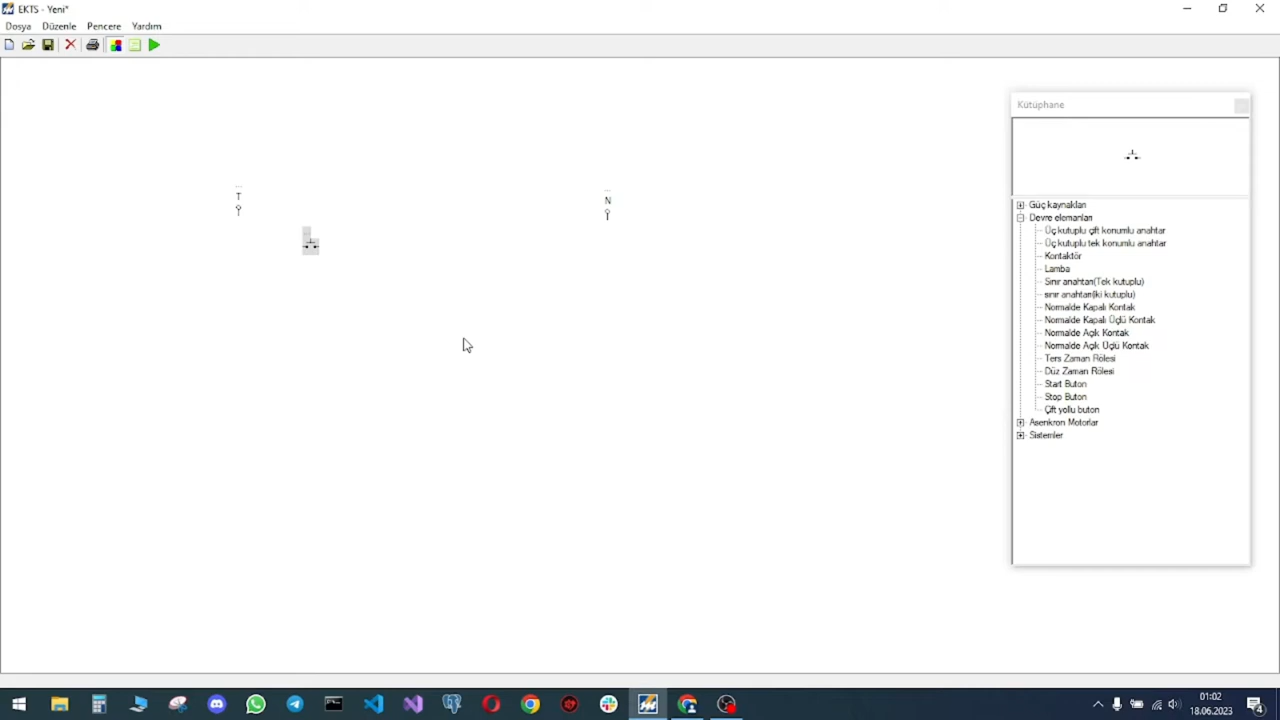 EKTS - Yeni*
Dosya Düzenle Pencere Yardım
T
N
Kütüphane
Güç kaynakları
Devre elemanları
Üç kutuplu çift konumlu anahtar
Üç kutuplu tek konumlu anahtar
Kontaktör
Lamba
Sınır anahtarı(Tek kutuplu)
sınır anahtarı(iki kutuplu)
Normalde Kapalı Kontak
Normalde Kapalı Üçlü Kontak
Normalde Açık Kontak
Normalde Açık Üçlü Kontak
Ters Zaman Rölesi
Düz Zaman Rölesi
Start Buton
Stop Buton
Çift yollu buton
Asenkron Motorlar
Sistemler
01:02
18.06.2023
4